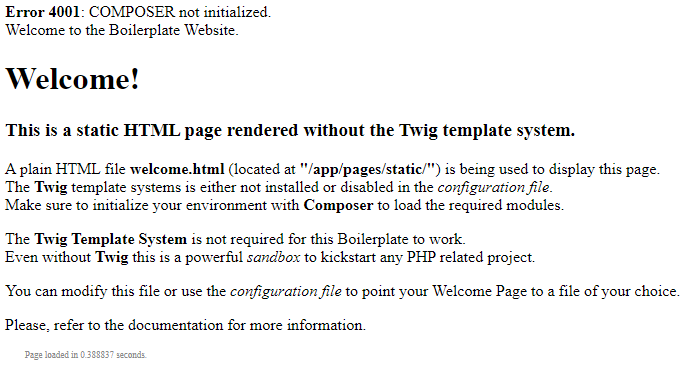 Error 4001: COMPOSER not initialized.
Welcome to the Boilerplate Website.
Welcome!
This is a static HTML page rendered without the Twig template system.
A plain HTML file welcome.html (located at "/app/pages/static/") is being used to display this page.
The Twig template systems is either not installed or disabled in the configuration file.
Make sure to initialize your environment with Composer to load the required modules.
The Twig Template System is not required for this Boilerplate to work.
Even without Twig this is a powerful sandbox to kickstart any PHP related project.
You can modify this file or use the configuration file to point your Welcome Page to a file of your choice.
Please, refer to the documentation for more information.
Page loaded in 0.388837 seconds.